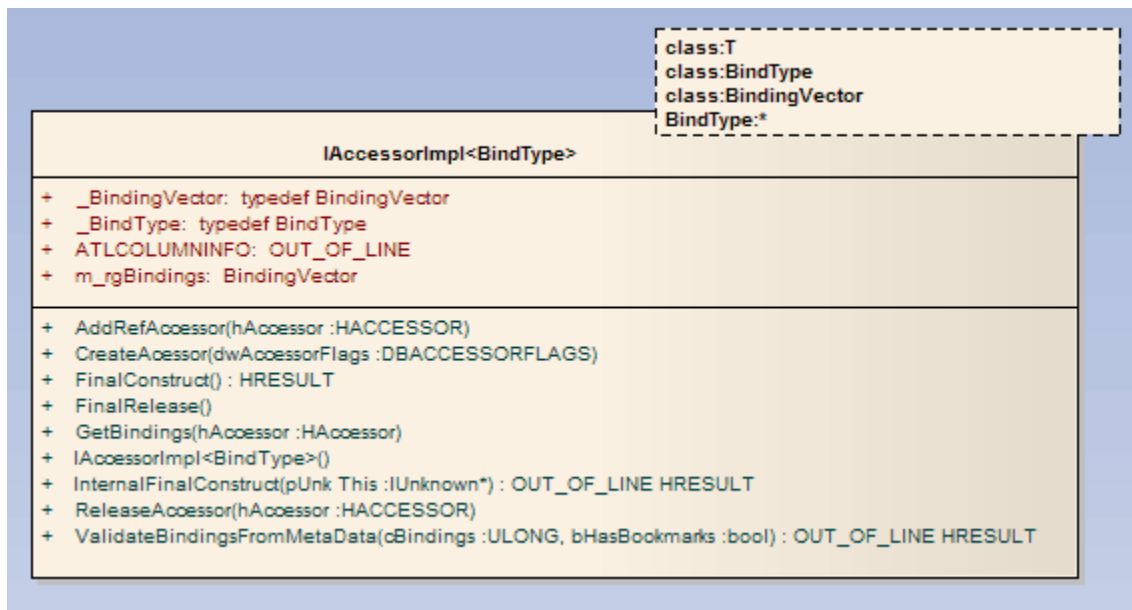 class:T
class:BindType
class:BindingVector
BindType:*
IAccessorImpl<BindType>
+ _BindingVector: typedef BindingVector
+ _BindType: typedef BindType
+ ATLCOLUMNINFO: OUT_OF_LINE
+ m_rgBindings: BindingVector
+ AddRefAccessor(hAccessor :HACCESSOR)
+ CreateAcessor(dwAccessorFlags :DBACCESSORFLAGS)
+ FinalConstruct() : HRESULT
+ FinalRelease()
+ GetBindings(hAccessor :HAccessor)
+ IAccessorImpl<BindType>()
+ InternalFinalConstruct(pUnk This :IUnknown*) : OUT_OF_LINE HRESULT
+ ReleaseAccessor(hAccessor :HACCESSOR)
+ ValidateBindingsFromMetaData(cBindings :ULONG, bHasBookmarks :bool) : OUT_OF_LINE HRESULT